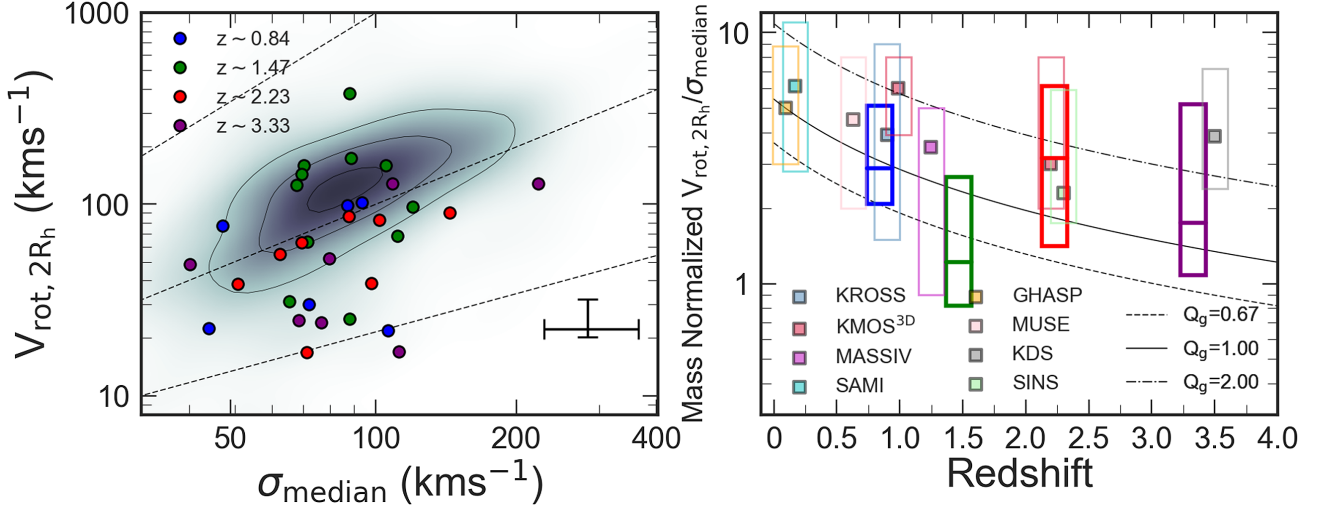 1000
100
10
V_rot, 2R_h (kms⁻¹)
z ~ 0.84
z ~ 1.47
z ~ 2.23
z ~ 3.33
50 100 200 400
σ_median (kms⁻¹)
10
1
Mass Normalized V_rot, 2R_h/σ_median
KROSS
KMOS³ᴰ
MASSIV
SAMI
GHASP
MUSE
KDS
SINS
Q_g=0.67
Q_g=1.00
Q_g=2.00
0 0.5 1.0 1.5 2.0 2.5 3.0 3.5 4.0
Redshift